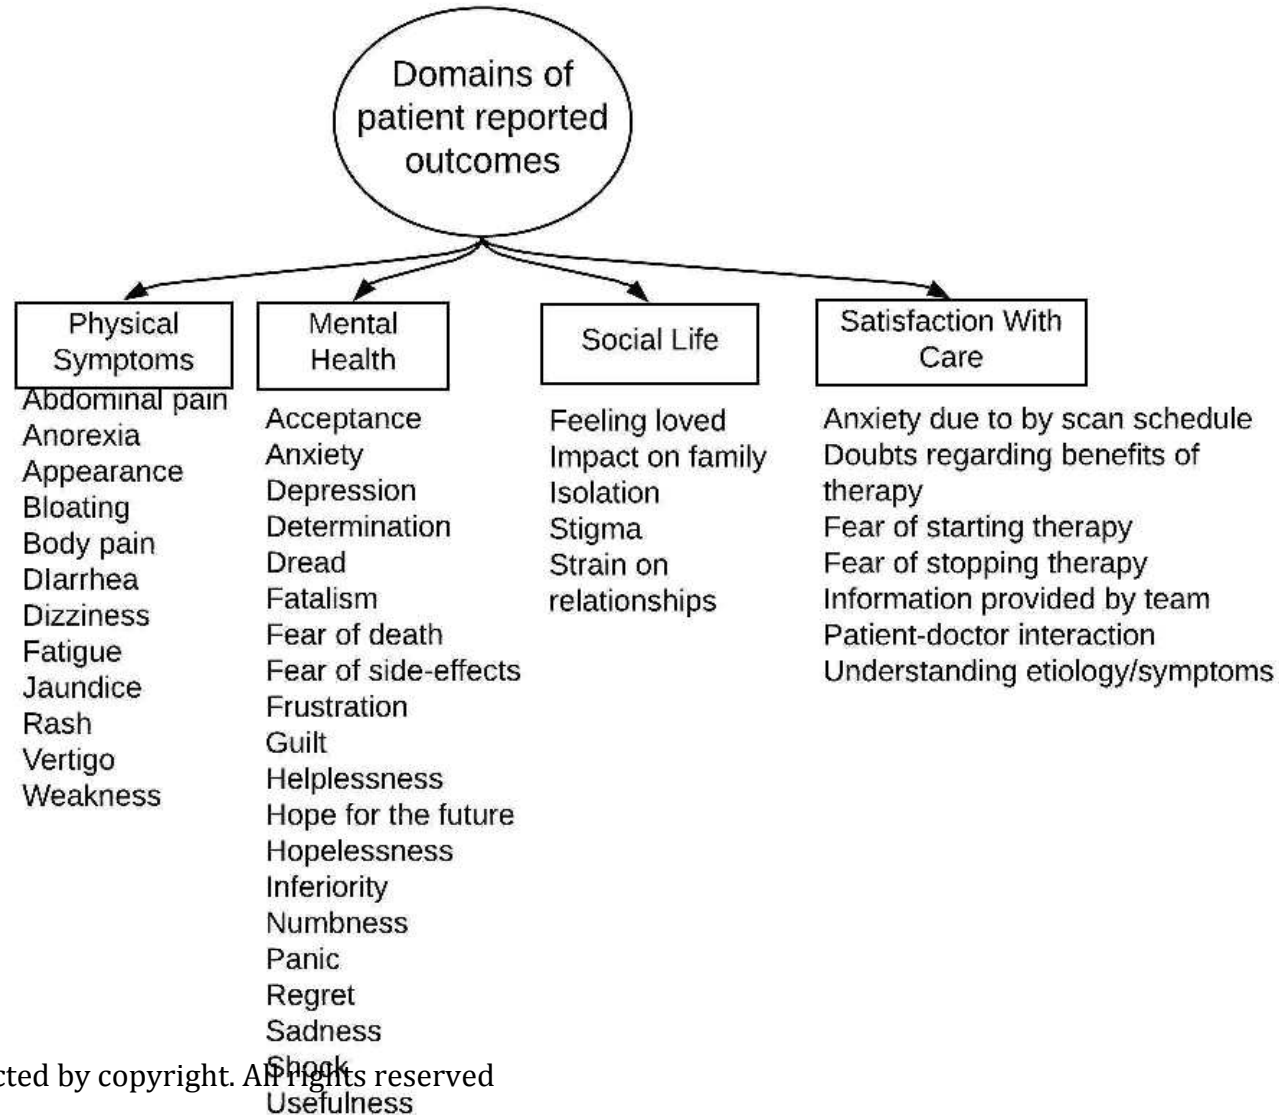 Domains of
patient reported
outcomes
Physical
Symptoms
Abdominal pain
Anorexia
Appearance
Bloating
Body pain
DIarrhea
Dizziness
Fatigue
Jaundice
Rash
Vertigo
Weakness
Mental
Health
Acceptance
Anxiety
Depression
Determination
Dread
Fatalism
Fear of death
Fear of side-effects
Frustration
Guilt
Helplessness
Hope for the future
Hopelessness
Inferiority
Numbness
Panic
Regret
Sadness
Shock
Usefulness
Social Life
Feeling loved
Impact on family
Isolation
Stigma
Strain on
relationships
Satisfaction With
Care
Anxiety due to by scan schedule
Doubts regarding benefits of
therapy
Fear of starting therapy
Fear of stopping therapy
Information provided by team
Patient-doctor interaction
Understanding etiology/symptoms
cted by copyright. All rights reserved